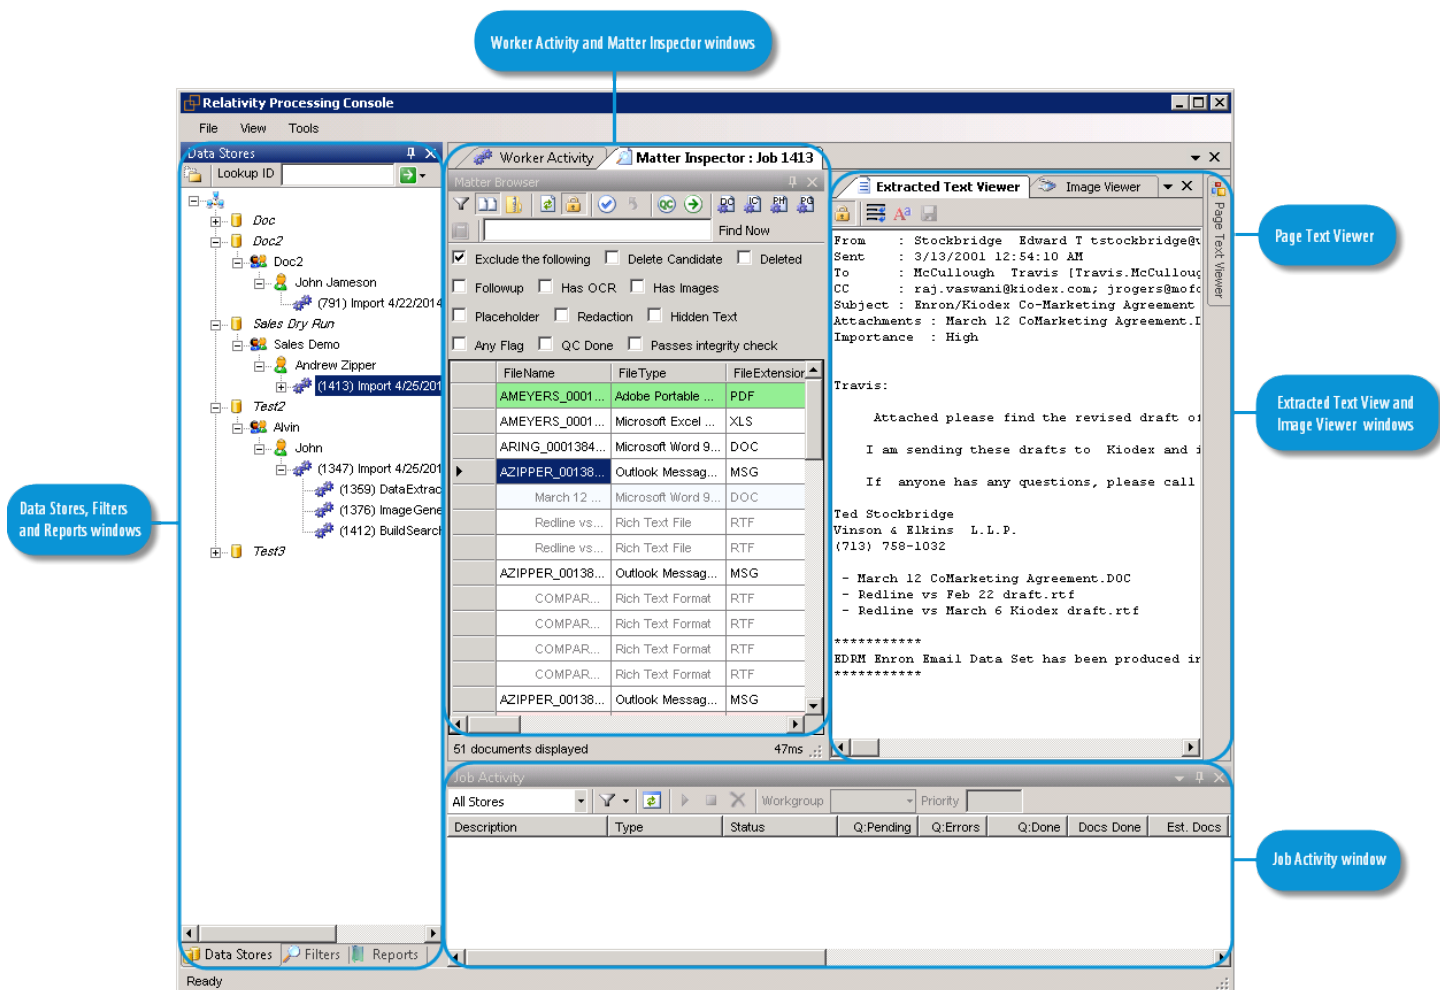 Worker Activity and Matter Inspector windows
Relativity Processing Console
File View Tools
Data Stores
Lookup ID
Doc
Doc2
Doc2
John Jameson
(791) Import 4/22/2014
Sales Dry Run
Sales Demo
Andrew Zipper
(1413) Import 4/25/201
Test2
Alvin
John
(1347) Import 4/25/201
(1359) DataExtrac
(1376) ImageGene
(1412) BuildSearch
Test3
Data Stores Filters Reports
Ready
Data Stores, Filters
and Reports windows
Worker Activity Matter Inspector : Job 1413
Matter Browser
QC
Find Now
Exclude the following Delete Candidate Deleted
Followup Has OCR Has Images
Placeholder Redaction Hidden Text
Any Flag QC Done Passes integrity check
FileName FileType FileExtension
AMEYERS_0001... Adobe Portable ... PDF
AMEYERS_0001... Microsoft Excel ... XLS
ARING_0001384... Microsoft Word 9... DOC
AZIPPER_00138... Outlook Messag... MSG
March 12 ... Microsoft Word 9... DOC
Redline vs... Rich Text File RTF
Redline vs... Rich Text File RTF
AZIPPER_00138... Outlook Messag... MSG
COMPAR... Rich Text Format RTF
COMPAR... Rich Text Format RTF
COMPAR... Rich Text Format RTF
COMPAR... Rich Text Format RTF
AZIPPER_00138... Outlook Messag... MSG
51 documents displayed 47ms
Extracted Text Viewer Image Viewer
Page Text Viewer
From : Stockbridge Edward T tstockbridge@v
Sent : 3/13/2001 12:54:10 AM
To : McCullough Travis [Travis.McCulloug
CC : raj.vaswani@kiodex.com; jrogers@mofo
Subject : Enron/Kiodex Co-Marketing Agreement
Attachments : March 12 CoMarketing Agreement.D
Importance : High
Travis:
Attached please find the revised draft of
I am sending these drafts to Kiodex and i
If anyone has any questions, please call
Ted Stockbridge
Vinson & Elkins L.L.P.
(713) 758-1032
- March 12 CoMarketing Agreement.DOC
- Redline vs Feb 22 draft.rtf
- Redline vs March 6 Kiodex draft.rtf
***********
EDRM Enron Email Data Set has been produced in
***********
Page Text Viewer
Extracted Text View and
Image Viewer windows
Job Activity
All Stores Workgroup Priority
Description Type Status Q:Pending Q:Errors Q:Done Docs Done Est. Docs
Job Activity window